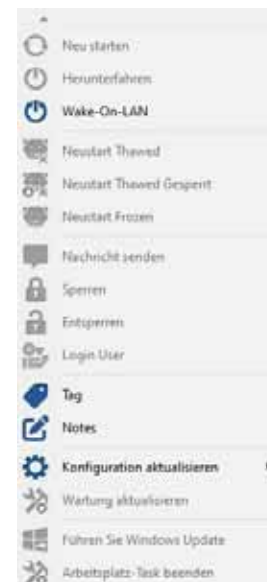 Neu starten
Herunterfahren
Wake-On-LAN
Neustart Thawed
Neustart Thawed Gesperrt
Neustart Frozen
Nachricht senden
Sperren
Entsperren
Login User
Tag
Notes
Konfiguration aktualisieren
Wartung aktualisieren
Führen Sie Windows Update
Arbeitsplatz-Task beenden